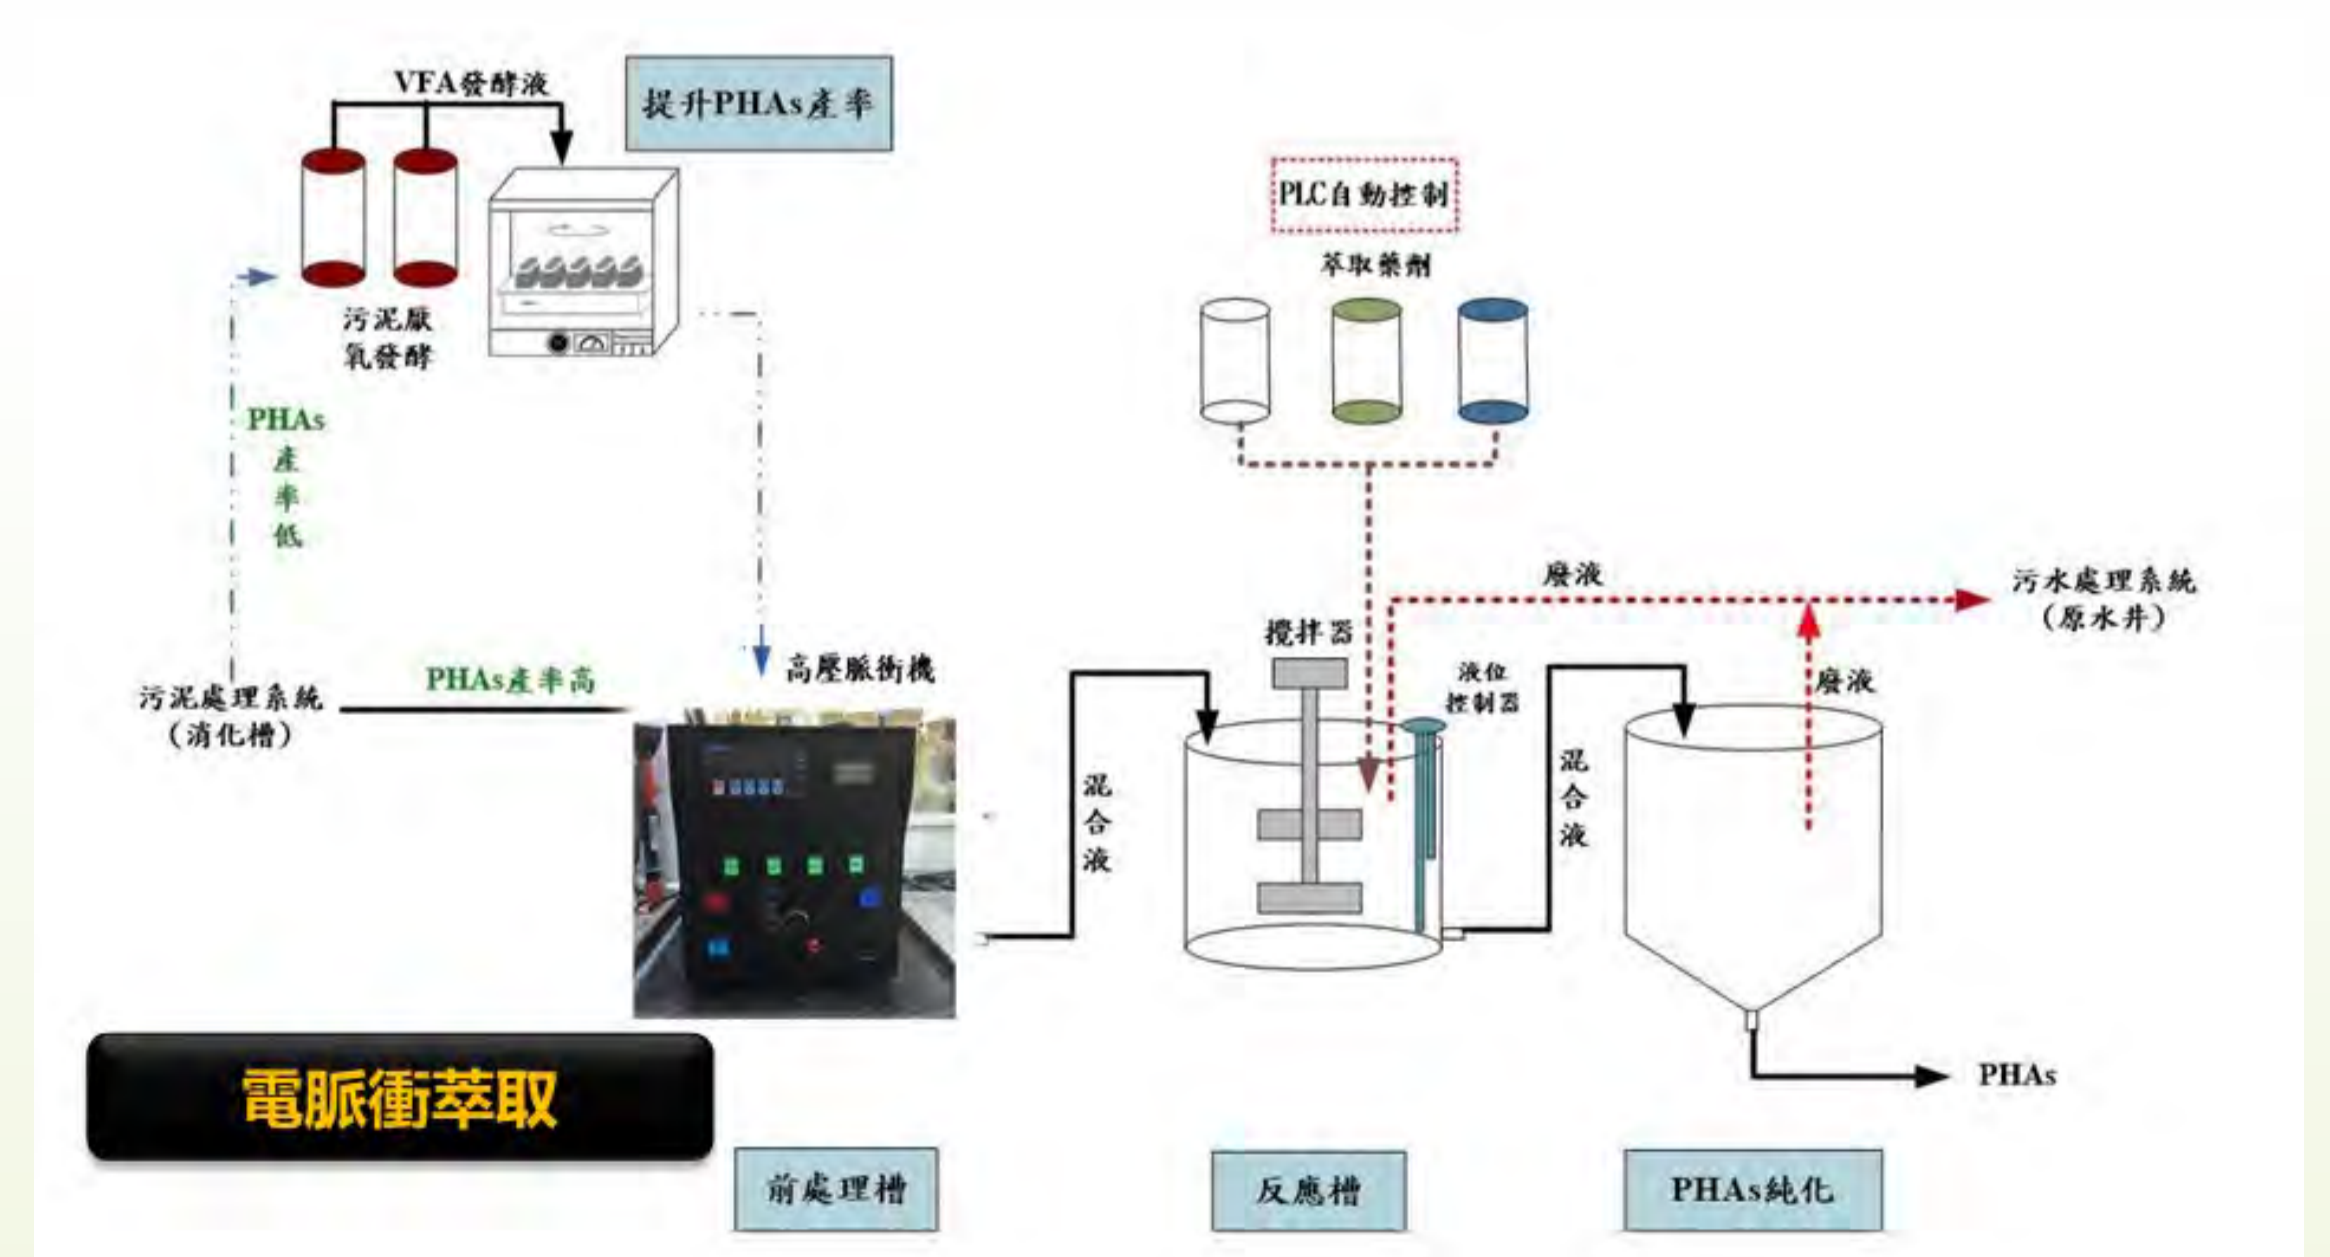 VFA發酵液
提升PHAs產率
PLC自動控制
萃取藥劑
污泥厭
氧發酵
PHAs
產
率
低
廢液
污水處理系統
(原水井)
攪拌器
高壓脈衝機
液位
控制器
廢液
PHAs產率高
污泥處理系統
(消化槽)
混
合
液
混
合
液
PHAs
電脈衝萃取
前處理槽
反應槽
PHAs純化